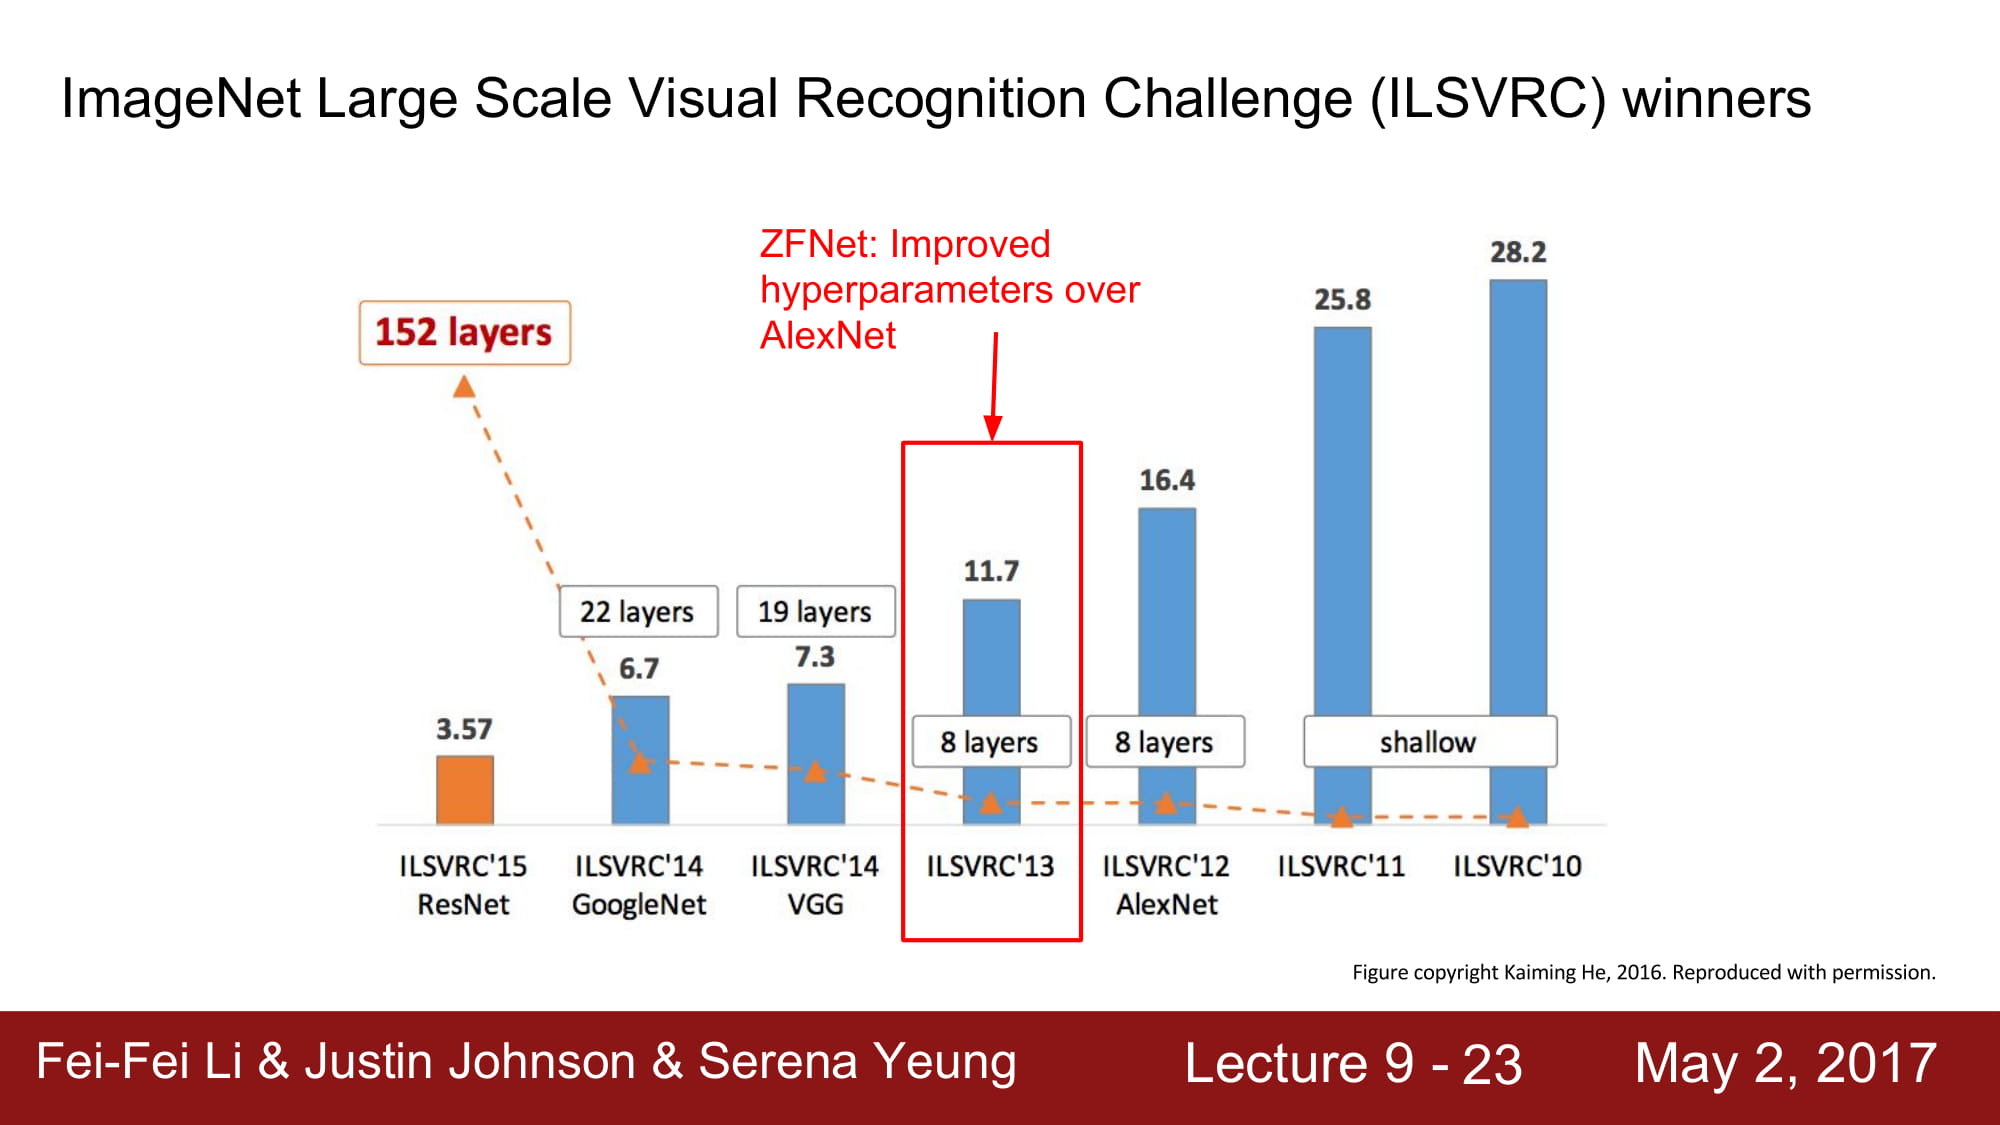 ImageNet Large Scale Visual Recognition Challenge (ILSVRC) winners
ZFNet: Improved
hyperparameters over
AlexNet
28.2
25.8
152 layers
16.4
11.7
22 layers
19 layers
7.3
6.7
3.57
8 layers
8 layers
shallow
ILSVRC'15
ResNet
ILSVRC'14
GoogleNet
ILSVRC'14
VGG
ILSVRC'13
ILSVRC'12
AlexNet
ILSVRC'11
ILSVRC'10
Figure copyright Kaiming He, 2016. Reproduced with permission.
Fei-Fei Li & Justin Johnson & Serena Yeung
Lecture 9 - 23
May 2, 2017